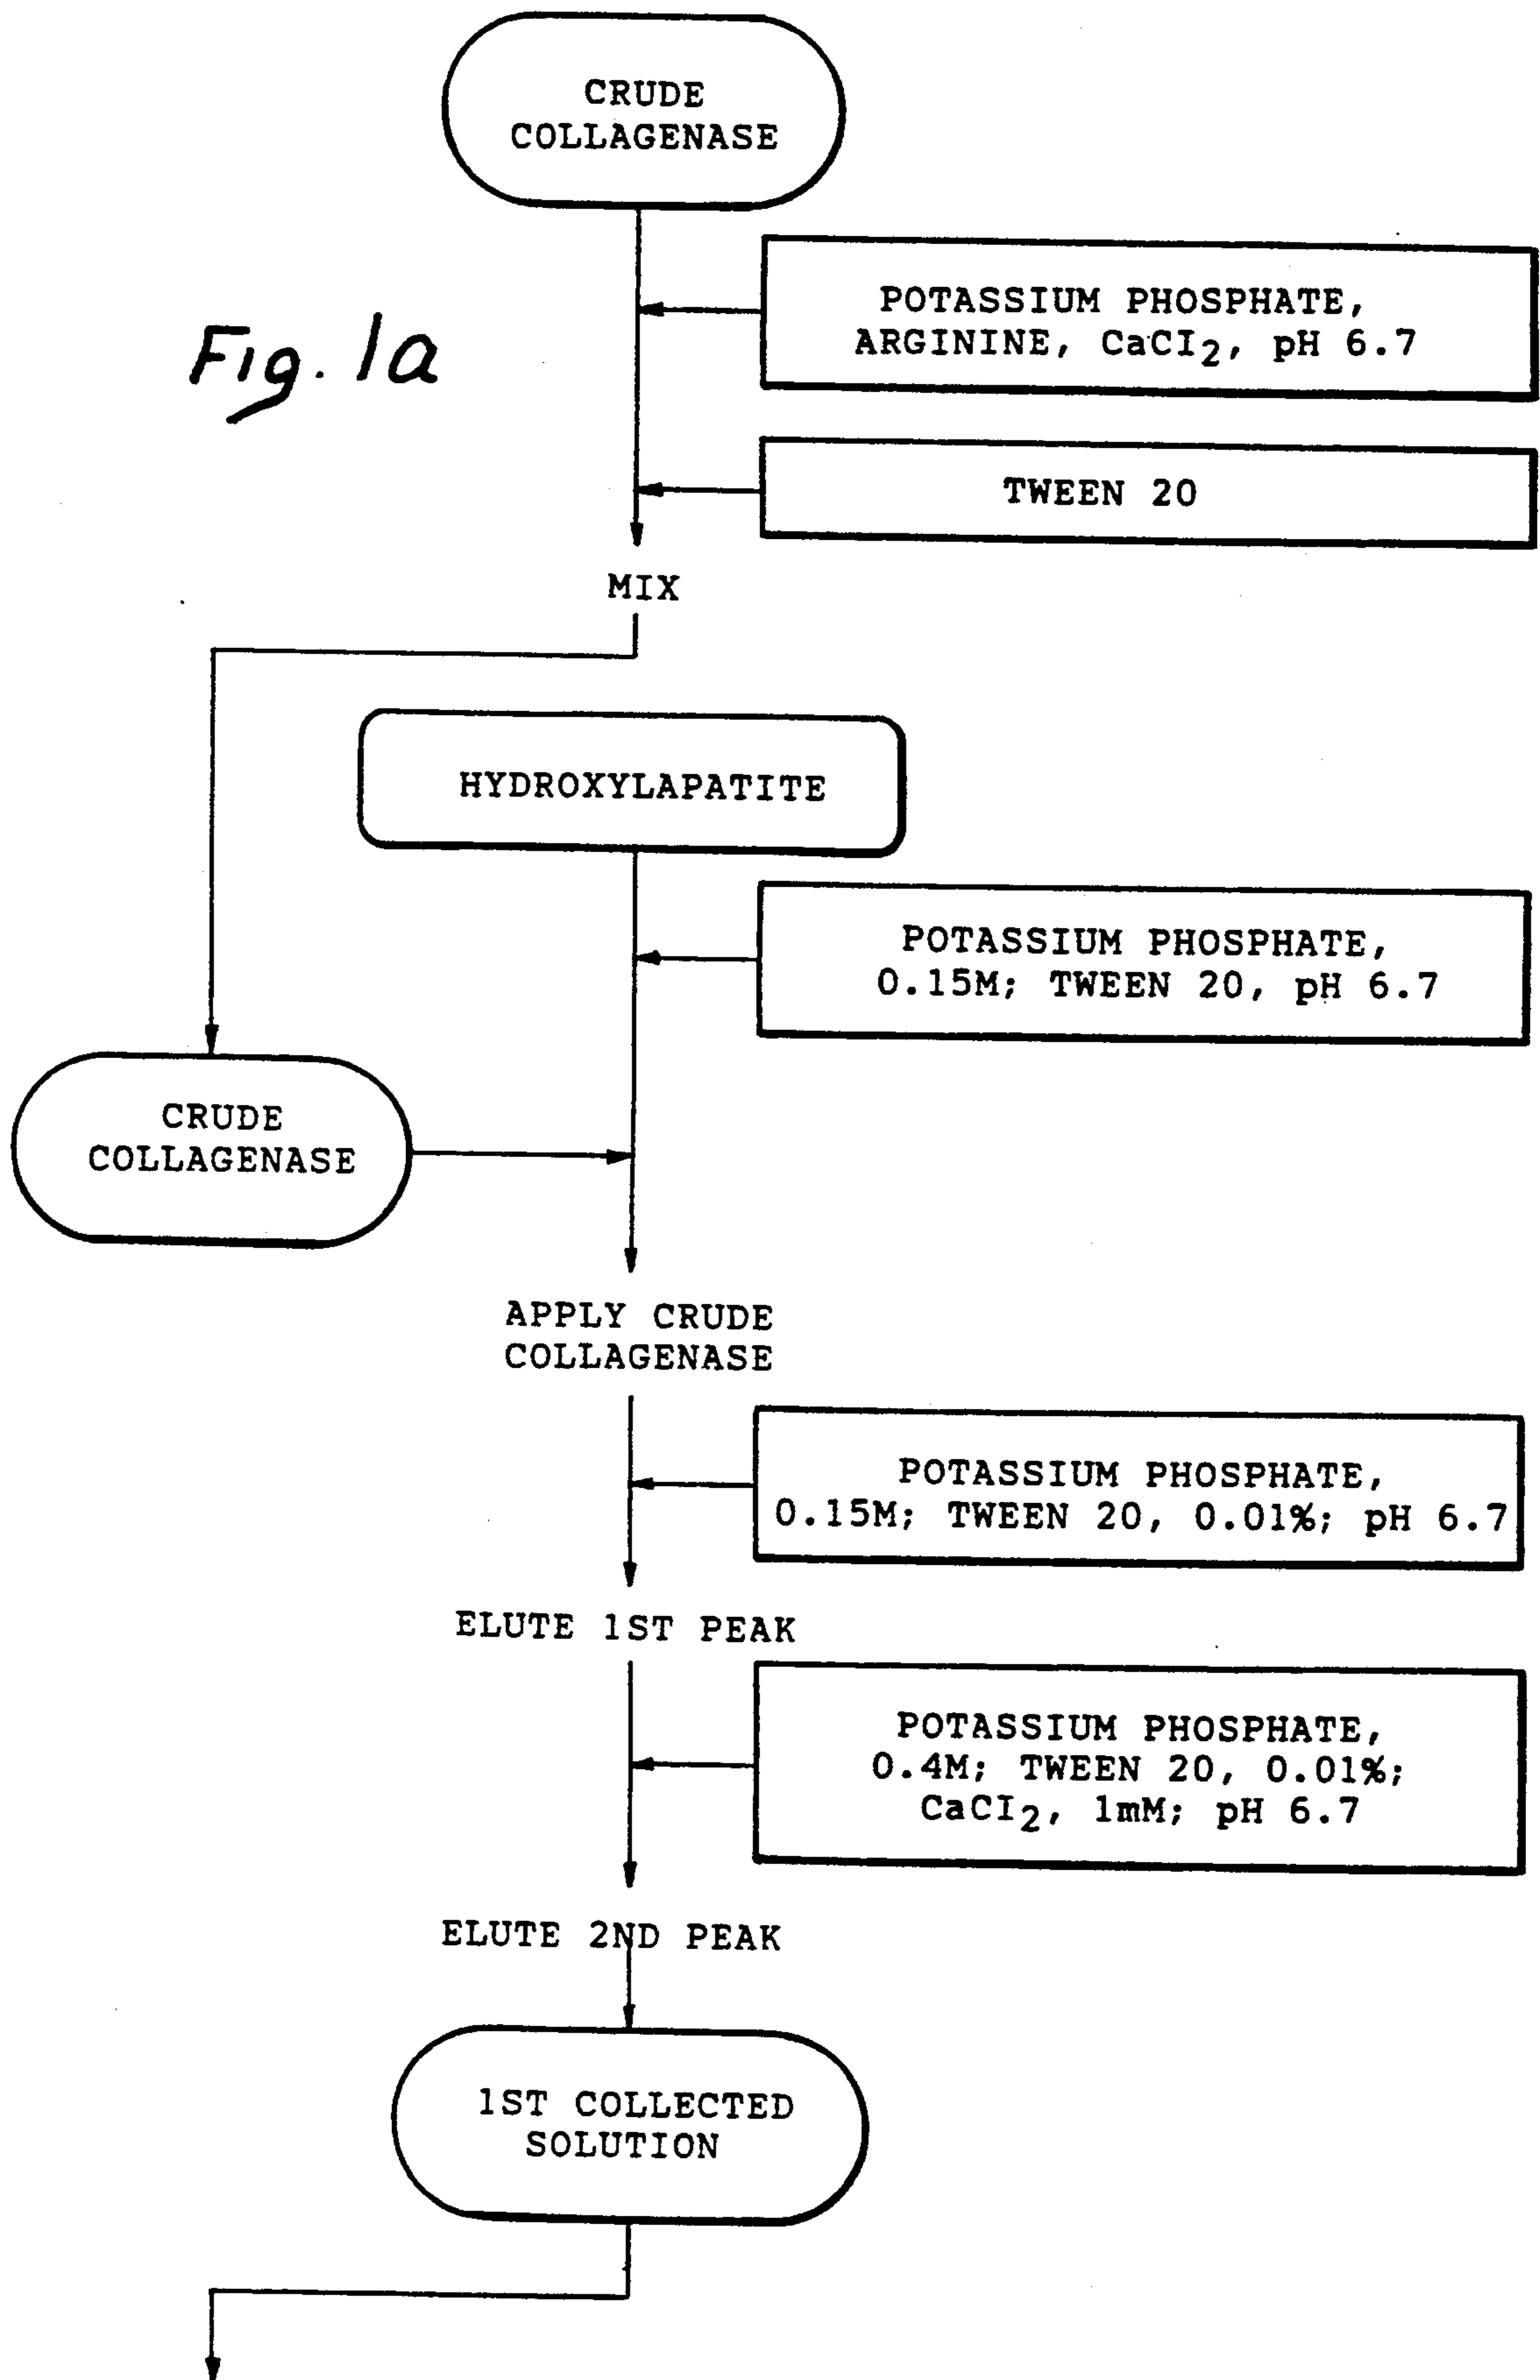 CRUDE
COLLAGENASE
POTASSIUM PHOSPHATE,
ARGININE, CaCI₂, pH 6.7
Fig. 1a
TWEEN 20
MIX
HYDROXYLAPATITE
POTASSIUM PHOSPHATE,
0.15M; TWEEN 20, pH 6.7
CRUDE
COLLAGENASE
APPLY CRUDE
COLLAGENASE
POTASSIUM PHOSPHATE,
0.15M; TWEEN 20, 0.01%; pH 6.7
ELUTE 1ST PEAK
POTASSIUM PHOSPHATE,
0.4M; TWEEN 20, 0.01%;
CaCI₂, 1mM; pH 6.7
ELUTE 2ND PEAK
1ST COLLECTED
SOLUTION